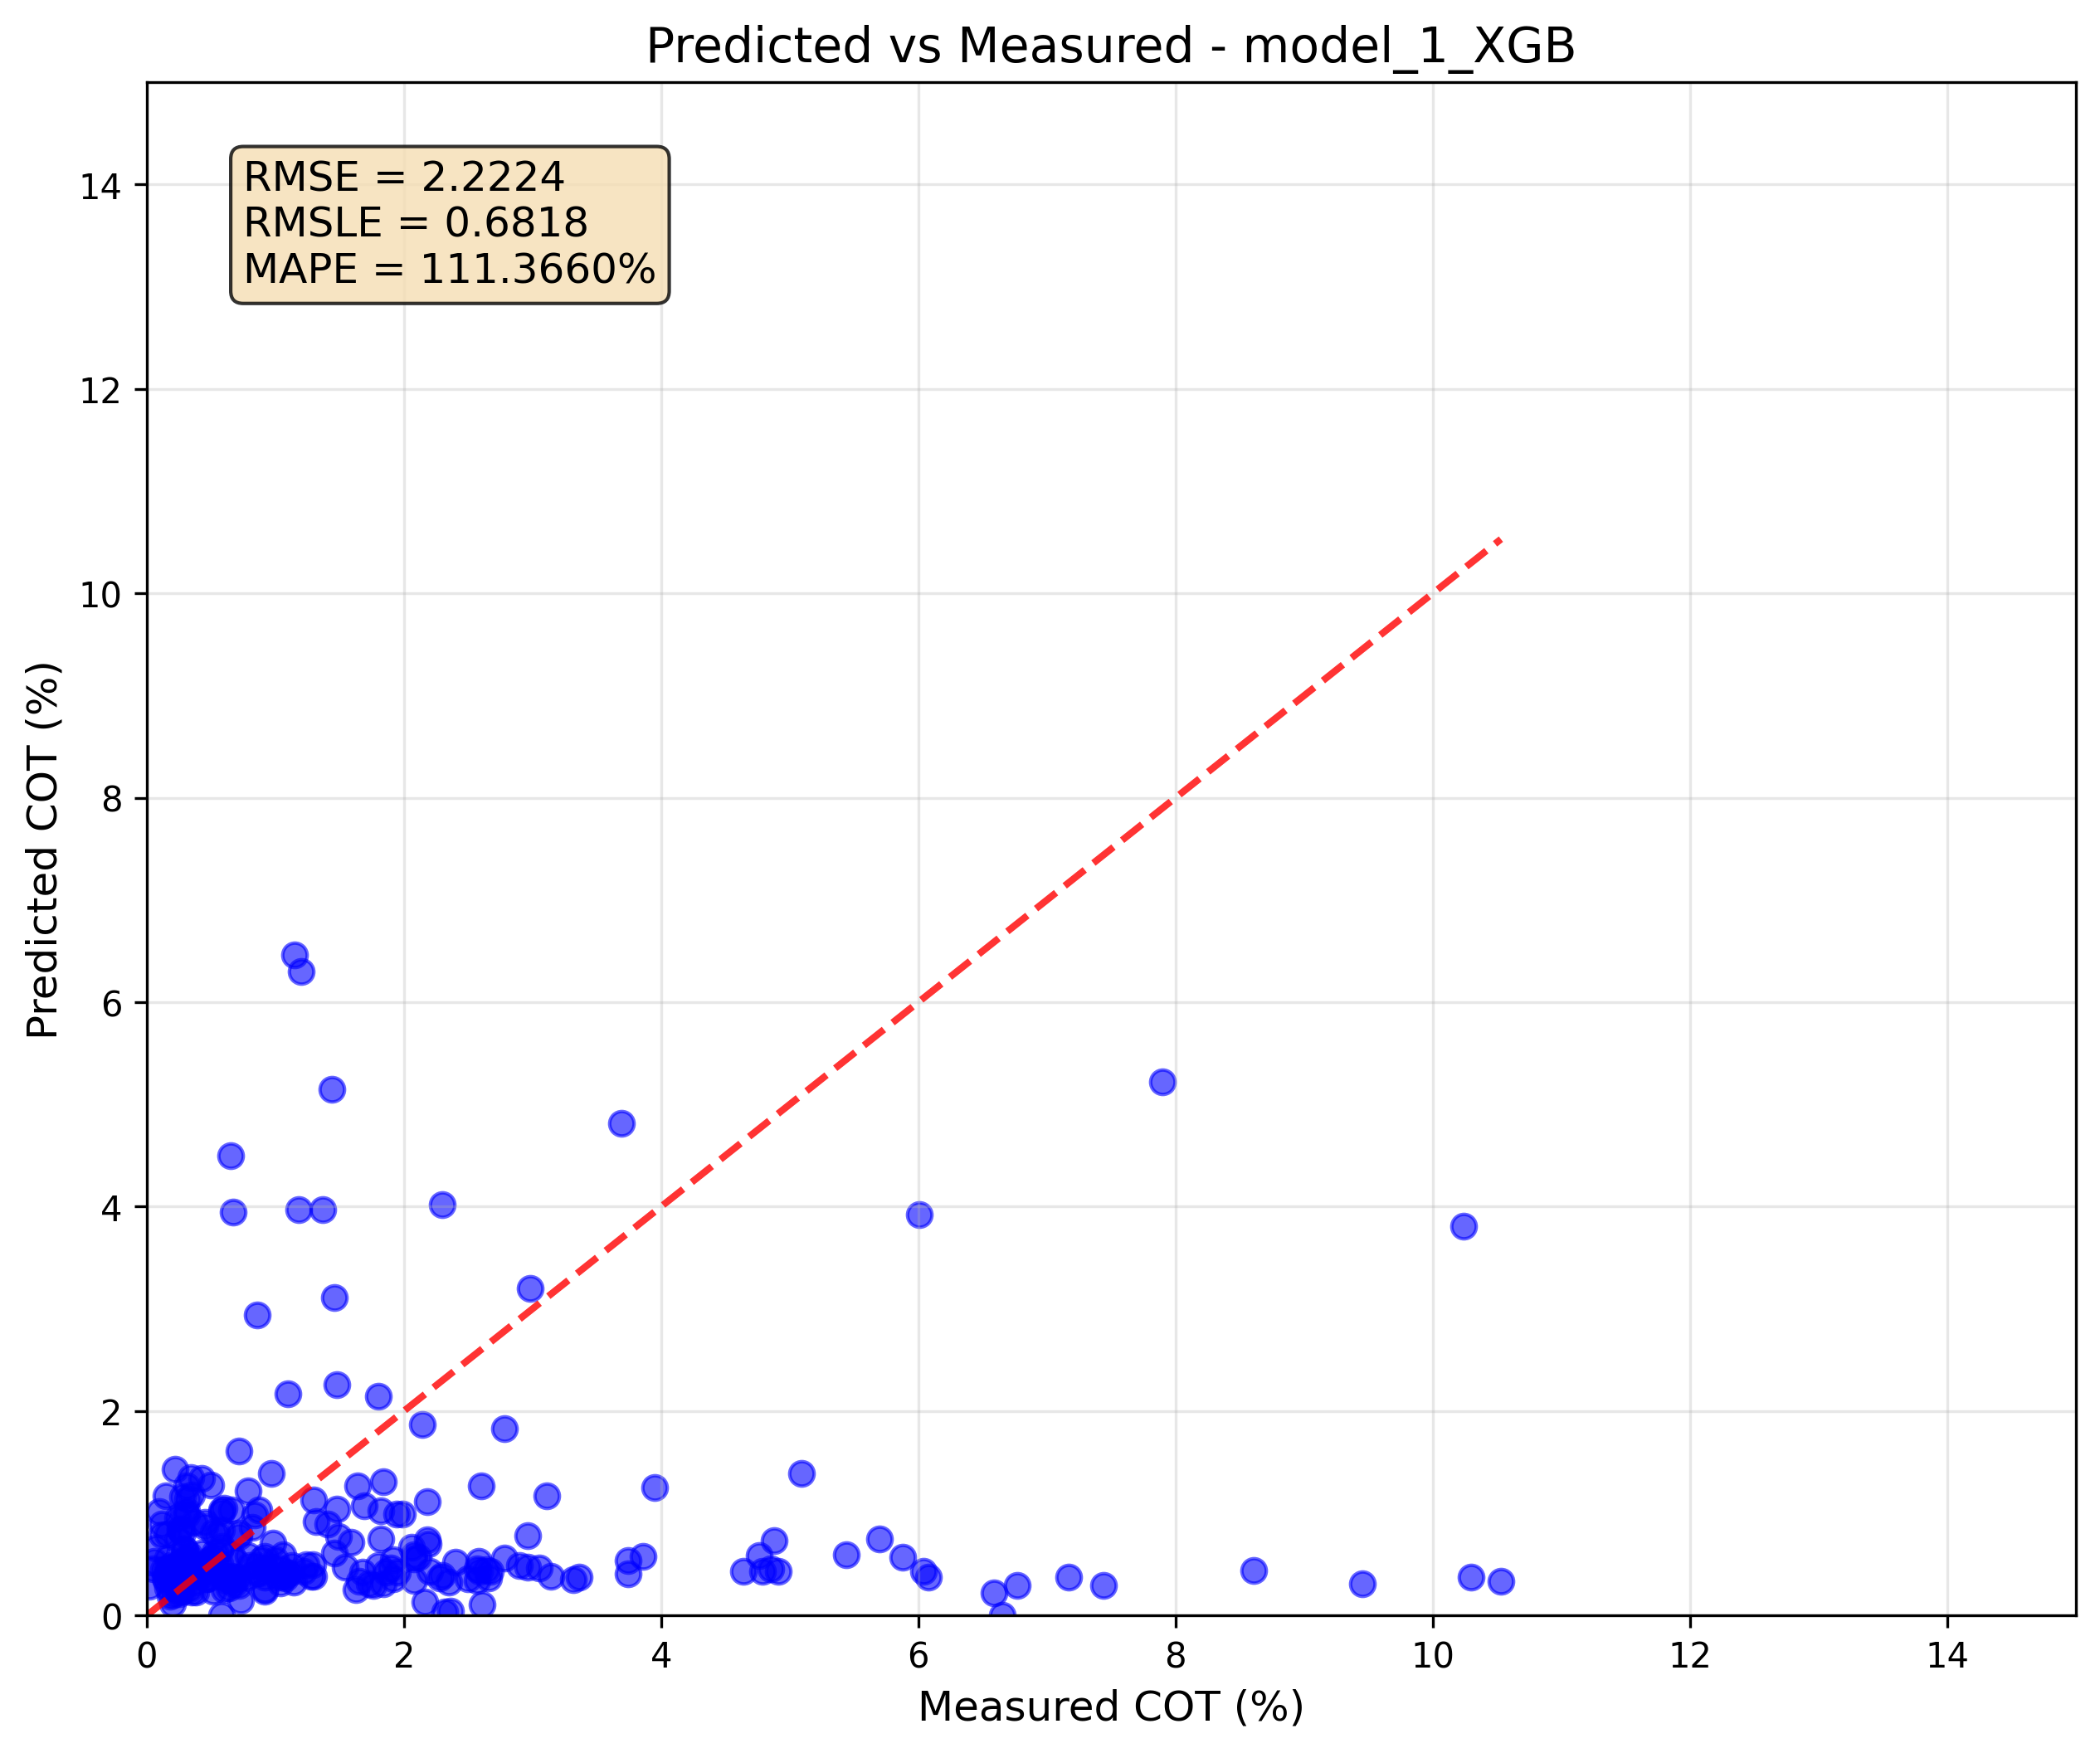 Predicted vs Measured - model_1_XGB
RMSE = 2.2224
RMSLE = 0.6818
MAPE = 111.3660%
Predicted COT (%)
14
12
10
8
6
4
2
0
0 2 4 6 8 10 12 14
Measured COT (%)